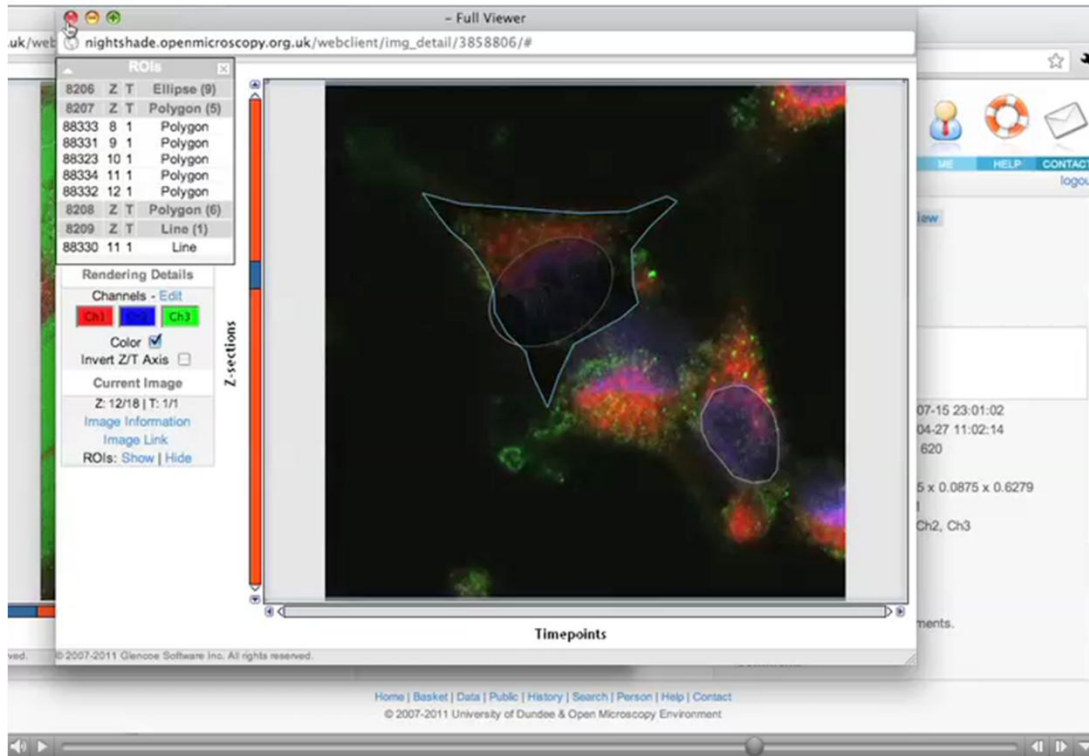 – Full Viewer
.uk/web
nightshade.openmicroscopy.org.uk/webclient/img_detail/3858806/#
ROIs
8206 Z T Ellipse (9)
8207 Z T Polygon (5)
88333 8 1 Polygon
88331 9 1 Polygon
88323 10 1 Polygon
88334 11 1 Polygon
88332 12 1 Polygon
8208 Z T Polygon (6)
8209 Z T Line (1)
88330 11 1 Line
Rendering Details
Channels - Edit
Ch1 Ch2 Ch3
Color
Invert Z/T Axis
Current Image
Z: 12/18 | T: 1/1
Image Information
Image Link
ROIs: Show | Hide
Z-sections
Timepoints
ved.
© 2007-2011 Glencoe Software Inc. All rights reserved.
ME HELP CONTACT
logou
iew
07-15 23:01:02
04-27 11:02:14
620
5 x 0.0875 x 0.6279
Ch2, Ch3
ments.
Home | Basket | Data | Public | History | Search | Person | Help | Contact
© 2007-2011 University of Dundee & Open Microscopy Environment